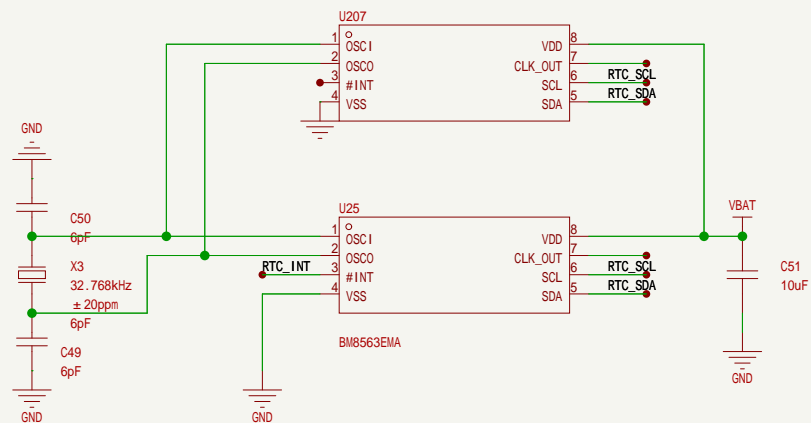 U207
1 OSCI VDD 8
2 OSCO CLK_OUT 7
3 #INT SCL 6 RTC_SCL
4 VSS SDA 5 RTC_SDA
GND
C50
6pF
X3
32.768kHz
±20ppm
6pF
C49
6pF
GND
U25
1 OSCI VDD 8
2 OSCO CLK_OUT 7
RTC_INT 3 #INT SCL 6 RTC_SCL
4 VSS SDA 5 RTC_SDA
BM8563EMA
GND
VBAT
C51
10uF
GND